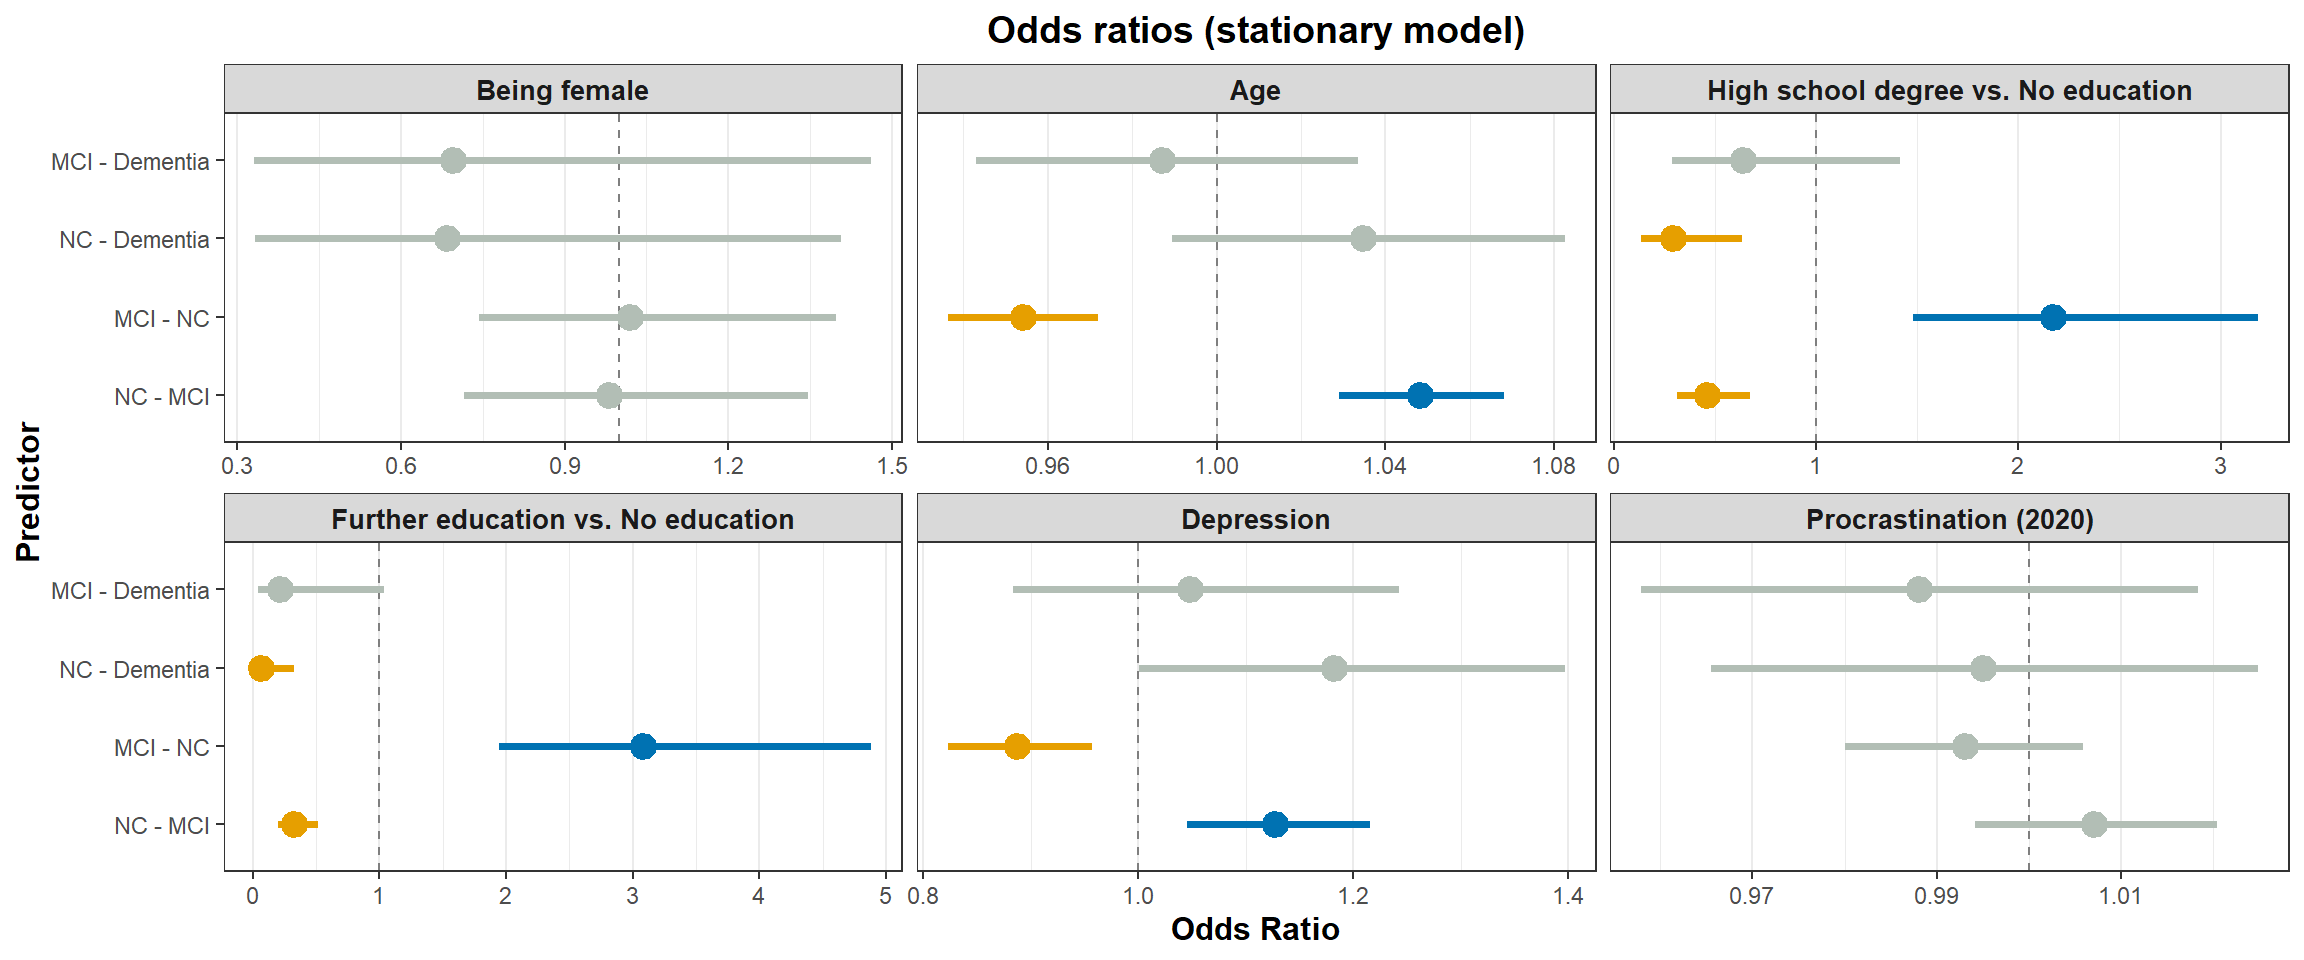 Odds ratios (stationary model)
Being female
Age
High school degree vs. No education
MCI - Dementia
NC - Dementia
MCI - NC
NC - MCI
0.3 0.6 0.9 1.2 1.5
0.96 1.00 1.04 1.08
0 1 2 3
Predictor
Further education vs. No education
Depression
Procrastination (2020)
MCI - Dementia
NC - Dementia
MCI - NC
NC - MCI
0 1 2 3 4 5
0.8 1.0 1.2 1.4
0.97 0.99 1.01
Odds Ratio